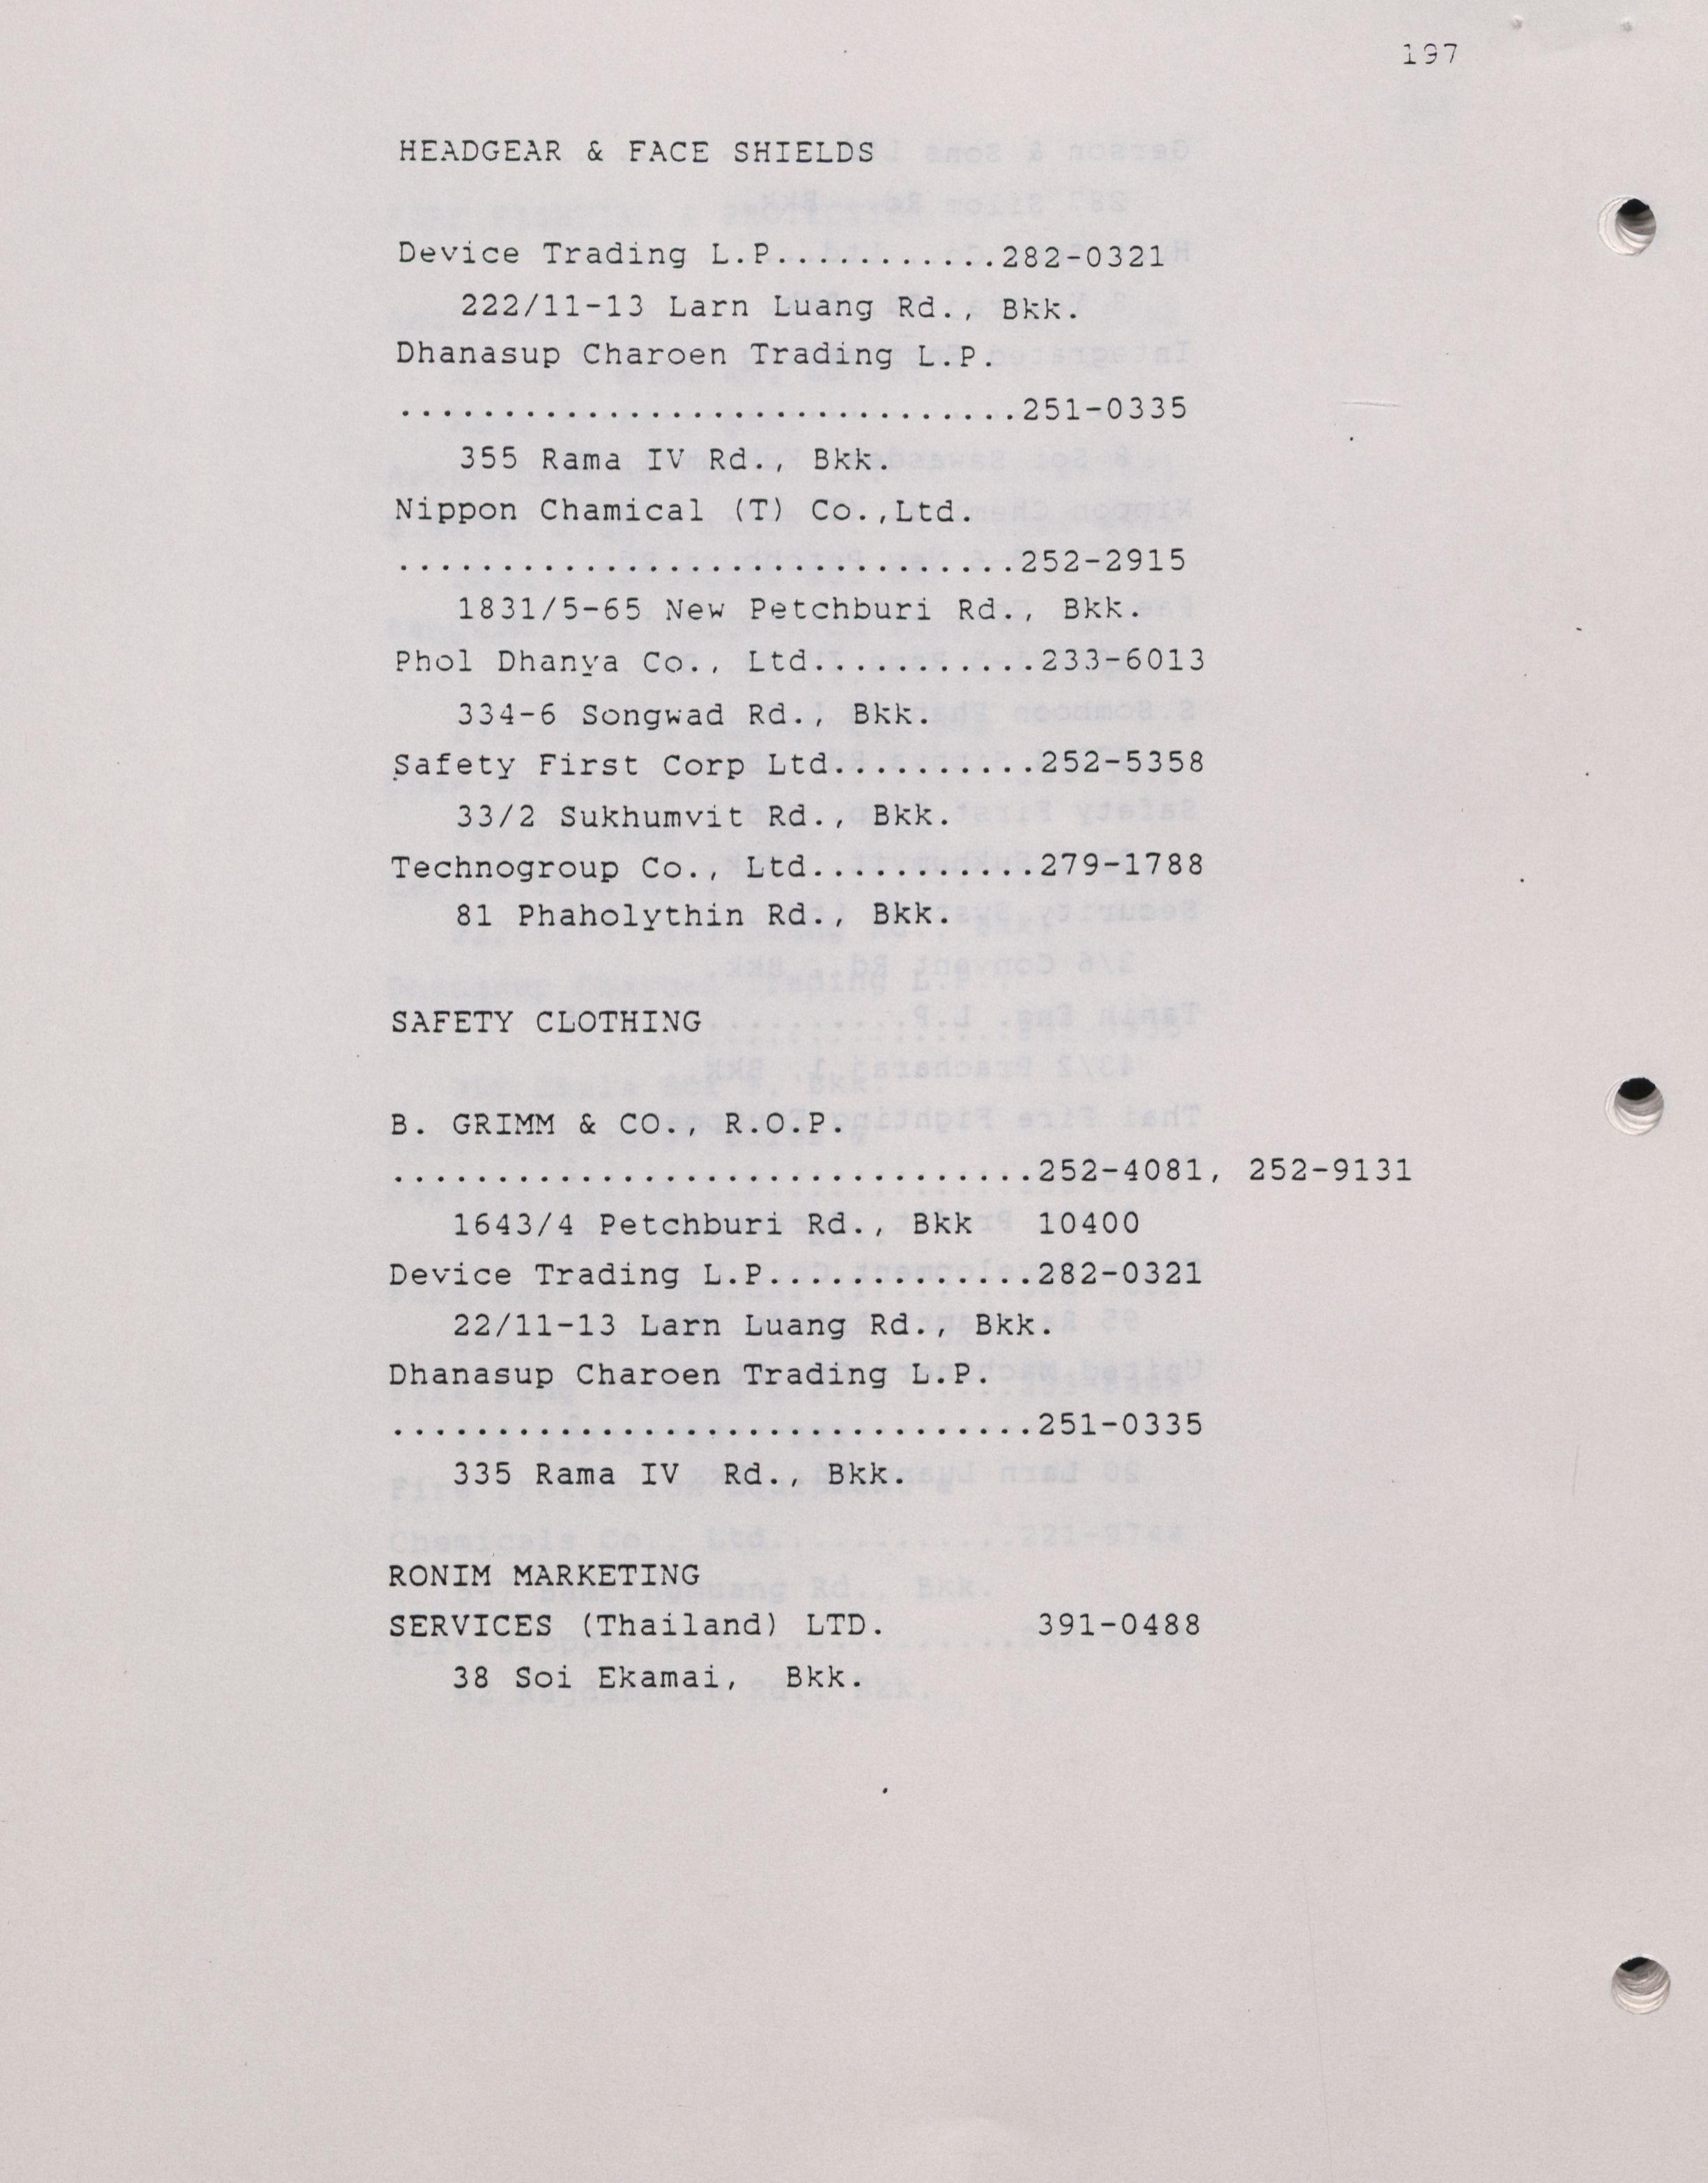 197
HEADGEAR & FACE SHIELDS
Device Trading L.P...........282-0321
222/11-13 Larn Luang Rd., Bkk.
Dhanasup Charoen Trading L.P.
..............................251-0335
355 Rama IV Rd., Bkk.
Nippon Chamical (T) Co.,Ltd.
..............................252-2915
1831/5-65 New Petchburi Rd., Bkk.
Phol Dhanya Co., Ltd...........233-6013
334-6 Songwad Rd., Bkk.
Safety First Corp Ltd..........252-5358
33/2 Sukhumvit Rd., Bkk.
Technogroup Co., Ltd...........279-1788
81 Phaholythin Rd., Bkk.
SAFETY CLOTHING
B. GRIMM & CO., R.O.P.
...............................252-4081, 252-9131
1643/4 Petchburi Rd., Bkk 10400
Device Trading L.P.............282-0321
22/11-13 Larn Luang Rd., Bkk.
Dhanasup Charoen Trading L.P.
...............................251-0335
335 Rama IV Rd., Bkk.
RONIM MARKETING
SERVICES (Thailand) LTD. 391-0488
38 Soi Ekamai, Bkk.